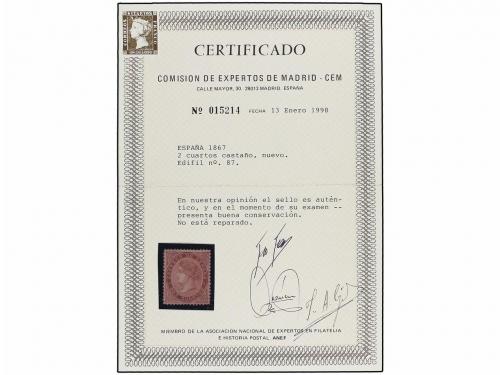 CERTIFICADO
COMISION DE EXPERTOS DE MADRID - CEM
CALLE MAYOR, 30. 28013 MADRID. ESPAÑA
Nº 015214 FECHA 13 Enero 1998
ESPAÑA 1867
2 cuartos castaño, nuevo.
Edifil nº. 87.
En nuestra opinión el sello es autén-
tico, y en el momento de su examen --
presenta buena conservación.
No está reparado.
MIEMBRO DE LA ASOCIACIÓN NACIONAL DE EXPERTOS EN FILATELIA
E HISTORIA POSTAL ANEF